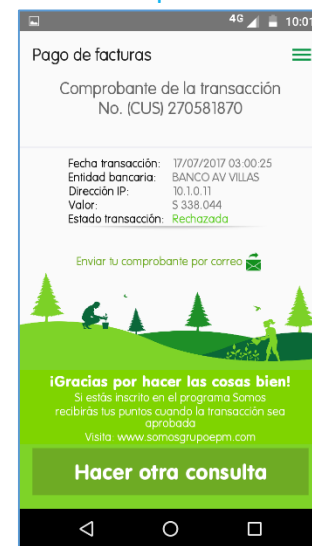 4G 10:01
Pago de facturas
Comprobante de la transacción
No. (CUS) 270581870
Fecha transacción: 17/07/2017 03:00:25
Entidad bancaria: BANCO AV VILLAS
Dirección IP: 10.1.0.11
Valor: $ 338.044
Estado transacción: Rechazada
Enviar tu comprobante por correo
¡Gracias por hacer las cosas bien!
Si estás inscrito en el programa Somos
recibirás tus puntos cuando la transacción sea
aprobada
Visita: www.somosgrupoepm.com
Hacer otra consulta